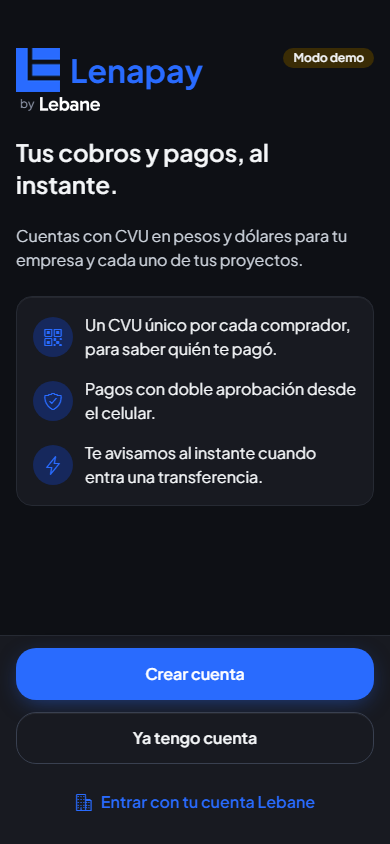 Lenapay
Modo demo
by Lebane
Tus cobros y pagos, al
instante.
Cuentas con CVU en pesos y dólares para tu
empresa y cada uno de tus proyectos.
Un CVU único por cada comprador,
para saber quién te pagó.
Pagos con doble aprobación desde
el celular.
Te avisamos al instante cuando
entra una transferencia.
Crear cuenta
Ya tengo cuenta
Entrar con tu cuenta Lebane